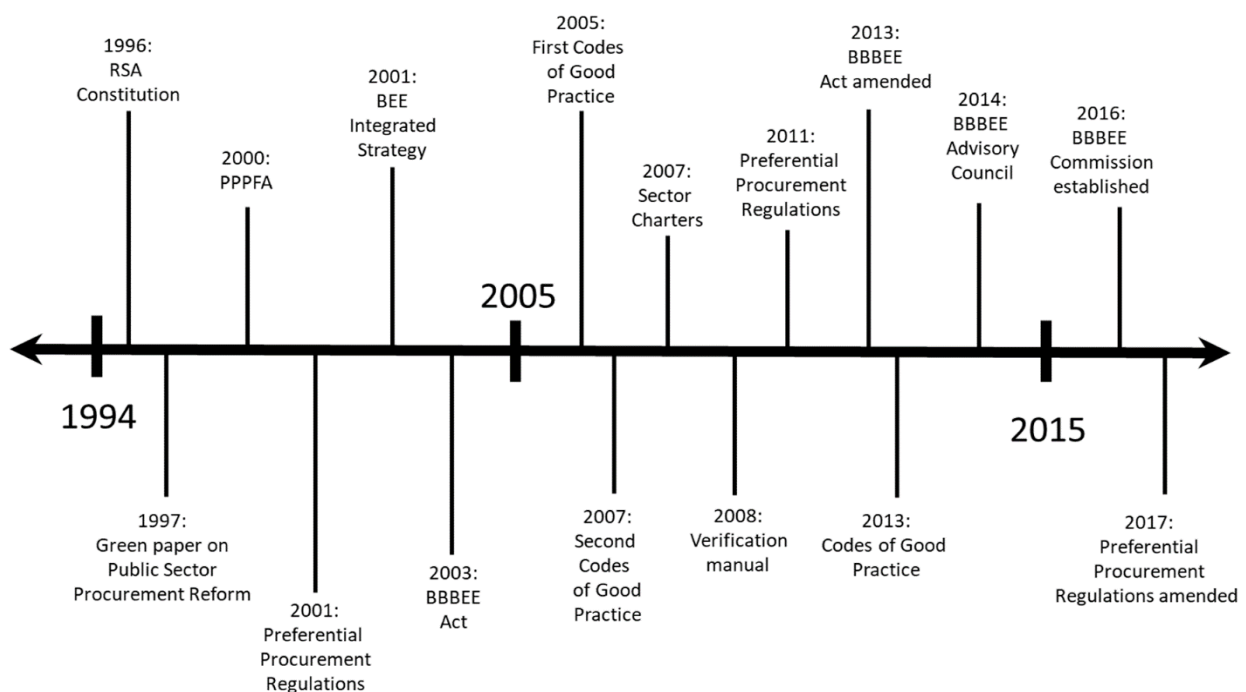 1996:
RSA
Constitution
2000:
PPPFA
2001:
BEE
Integrated
Strategy
2005:
First Codes
of Good
Practice
2007:
Sector
Charters
2011:
Preferential
Procurement
Regulations
2013:
BBBEE
Act amended
2014:
BBBEE
Advisory
Council
2016:
BBBEE
Commission
established
1994
2005
2015
1997:
Green paper on
Public Sector
Procurement Reform
2001:
Preferential
Procurement
Regulations
2003:
BBBEE
Act
2007:
Second
Codes
of Good
Practice
2008:
Verification
manual
2013:
Codes of Good
Practice
2017:
Preferential
Procurement
Regulations amended